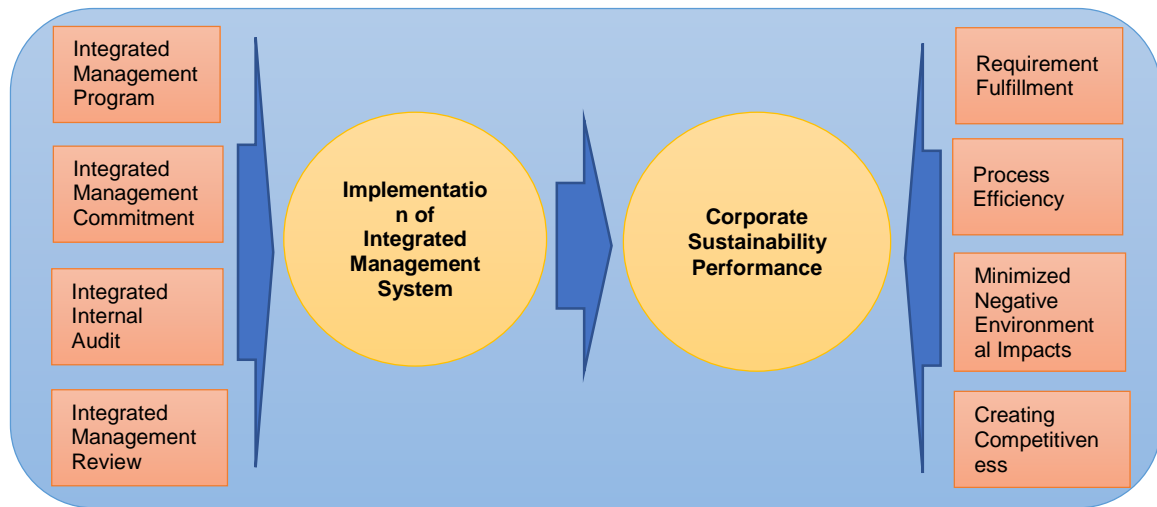 Integrated
Management
Program
Integrated
Management
Commitment
Integrated
Internal
Audit
Integrated
Management
Review
Implementatio
n of
Integrated
Management
System
Corporate
Sustainability
Performance
Requirement
Fulfillment
Process
Efficiency
Minimized
Negative
Environment
al Impacts
Creating
Competitiven
ess